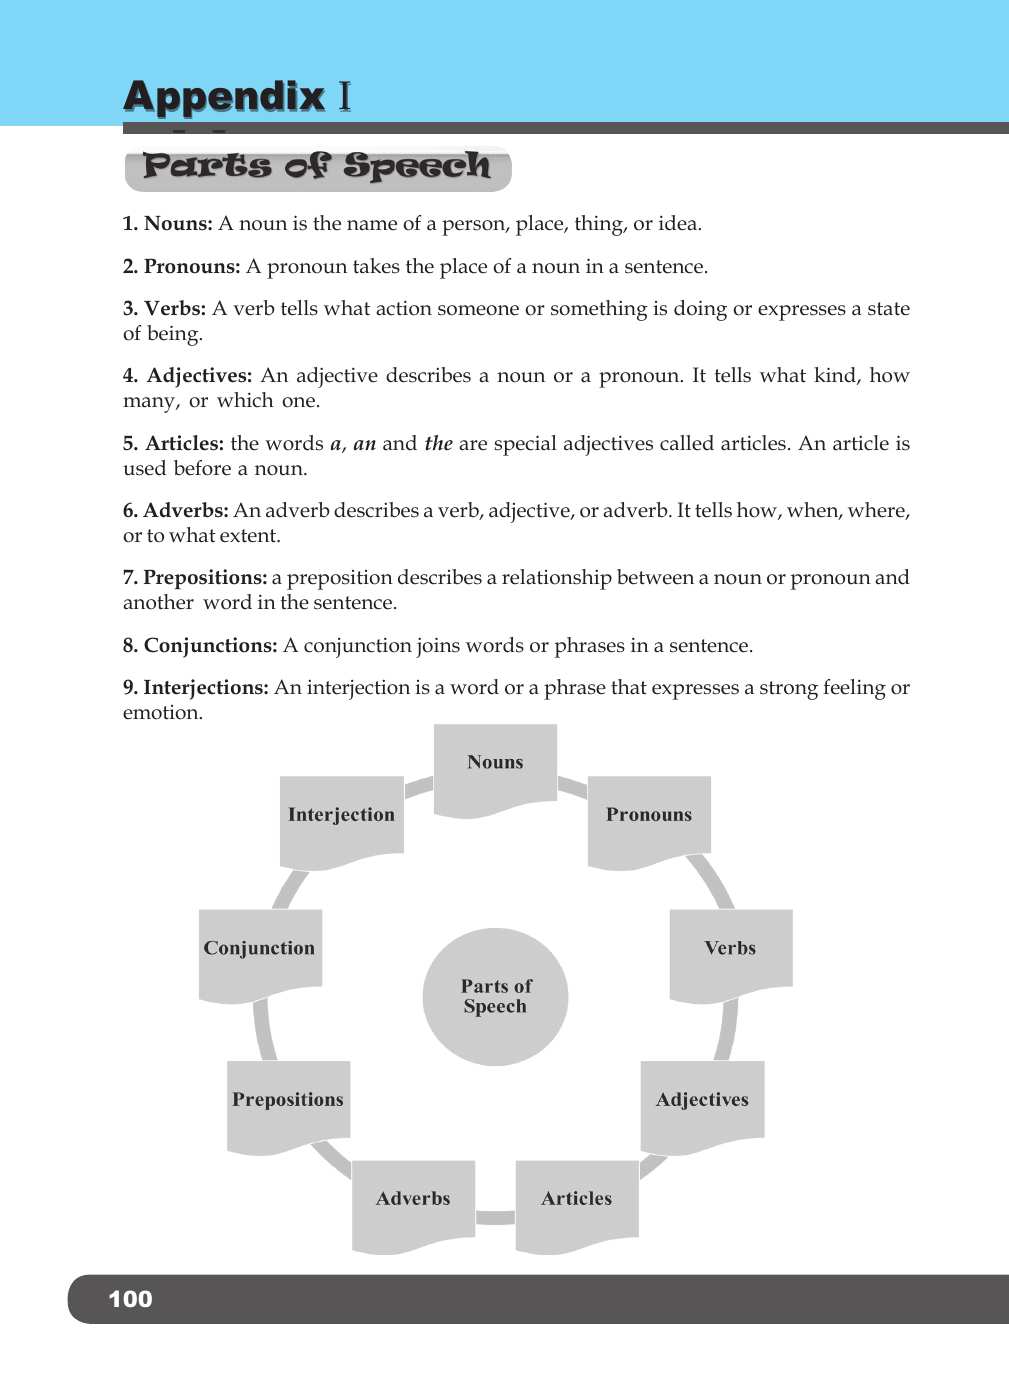 Appendix I
Parts of Speech
1. Nouns: A noun is the name of a person, place, thing, or idea.
2. Pronouns: A pronoun takes the place of a noun in a sentence.
3. Verbs: A verb tells what action someone or something is doing or expresses a state
of being.
4. Adjectives: An adjective describes a noun or a pronoun. It tells what kind, how
many, or which one.
5. Articles: the words a, an and the are special adjectives called articles. An article is
used before a noun.
6. Adverbs: An adverb describes a verb, adjective, or adverb. It tells how, when, where,
or to what extent.
7. Prepositions: a preposition describes a relationship between a noun or pronoun and
another word in the sentence.
8. Conjunctions: A conjunction joins words or phrases in a sentence.
9. Interjections: An interjection is a word or a phrase that expresses a strong feeling or
emotion.
Nouns
Interjection
Pronouns
Conjunction
Verbs
Parts of
Speech
Prepositions
Adjectives
Adverbs
Articles
100